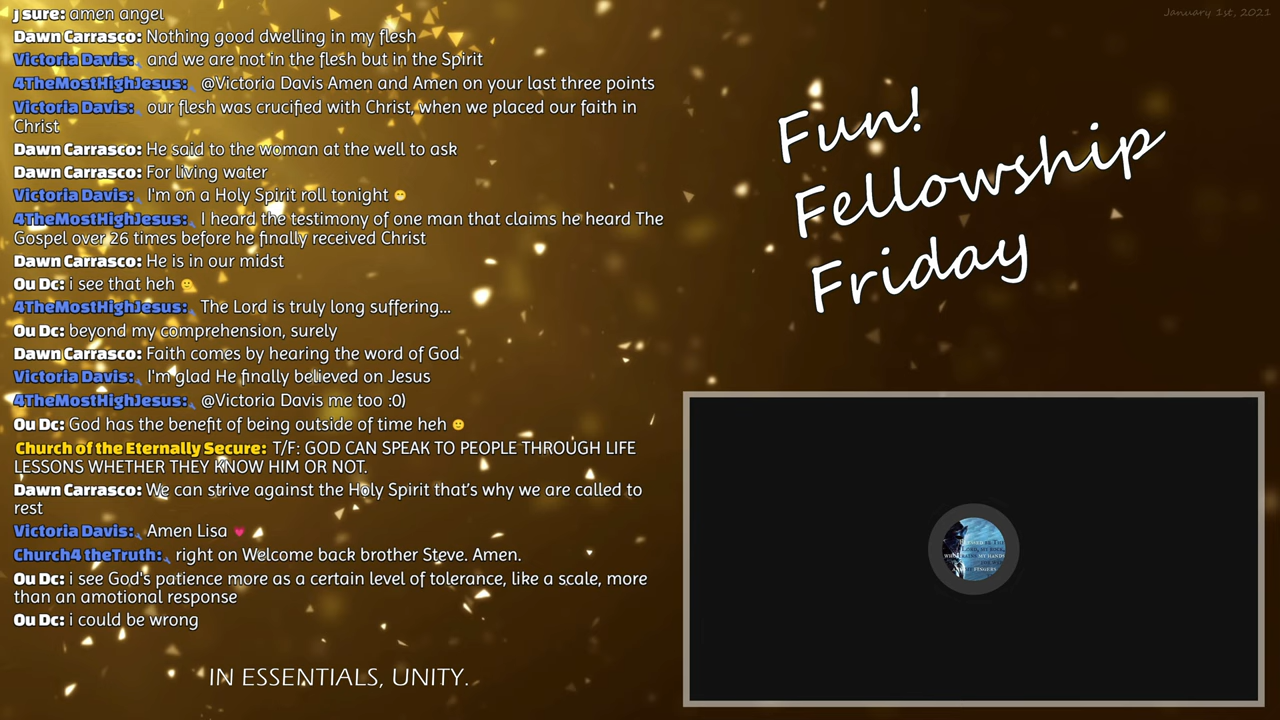 j sure: amen angel
Dawn Carrasco: Nothing good dwelling in my flesh
Victoria Davis: and we are not in the flesh but in the Spirit
4TheMostHighJesus: @Victoria Davis Amen and Amen on your last three points
Victoria Davis: our flesh was crucified with Christ, when we placed our faith in
Christ
Dawn Carrasco: He said to the woman at the well to ask
Dawn Carrasco: For living water
Victoria Davis: I'm on a Holy Spirit roll tonight 😁
4TheMostHighJesus: I heard the testimony of one man that claims he heard The
Gospel over 26 times before he finally received Christ
Dawn Carrasco: He is in our midst
Ou Dc: i see that heh 🙂
4TheMostHighJesus: The Lord is truly long suffering...
Ou Dc: beyond my comprehension, surely
Dawn Carrasco: Faith comes by hearing the word of God
Victoria Davis: I'm glad He finally believed on Jesus
4TheMostHighJesus: @Victoria Davis me too :0)
Ou Dc: God has the benefit of being outside of time heh 🙂
Church of the Eternally Secure: T/F: GOD CAN SPEAK TO PEOPLE THROUGH LIFE
LESSONS WHETHER THEY KNOW HIM OR NOT.
Dawn Carrasco: We can strive against the Holy Spirit that's why we are called to
rest
Victoria Davis: Amen Lisa 💗
Church4 theTruth: right on Welcome back brother Steve. Amen.
Ou Dc: i see God's patience more as a certain level of tolerance, like a scale, more
than an amotional response
Ou Dc: i could be wrong
IN ESSENTIALS, UNITY.
January 1st, 2021
Fun!
Fellowship
Friday